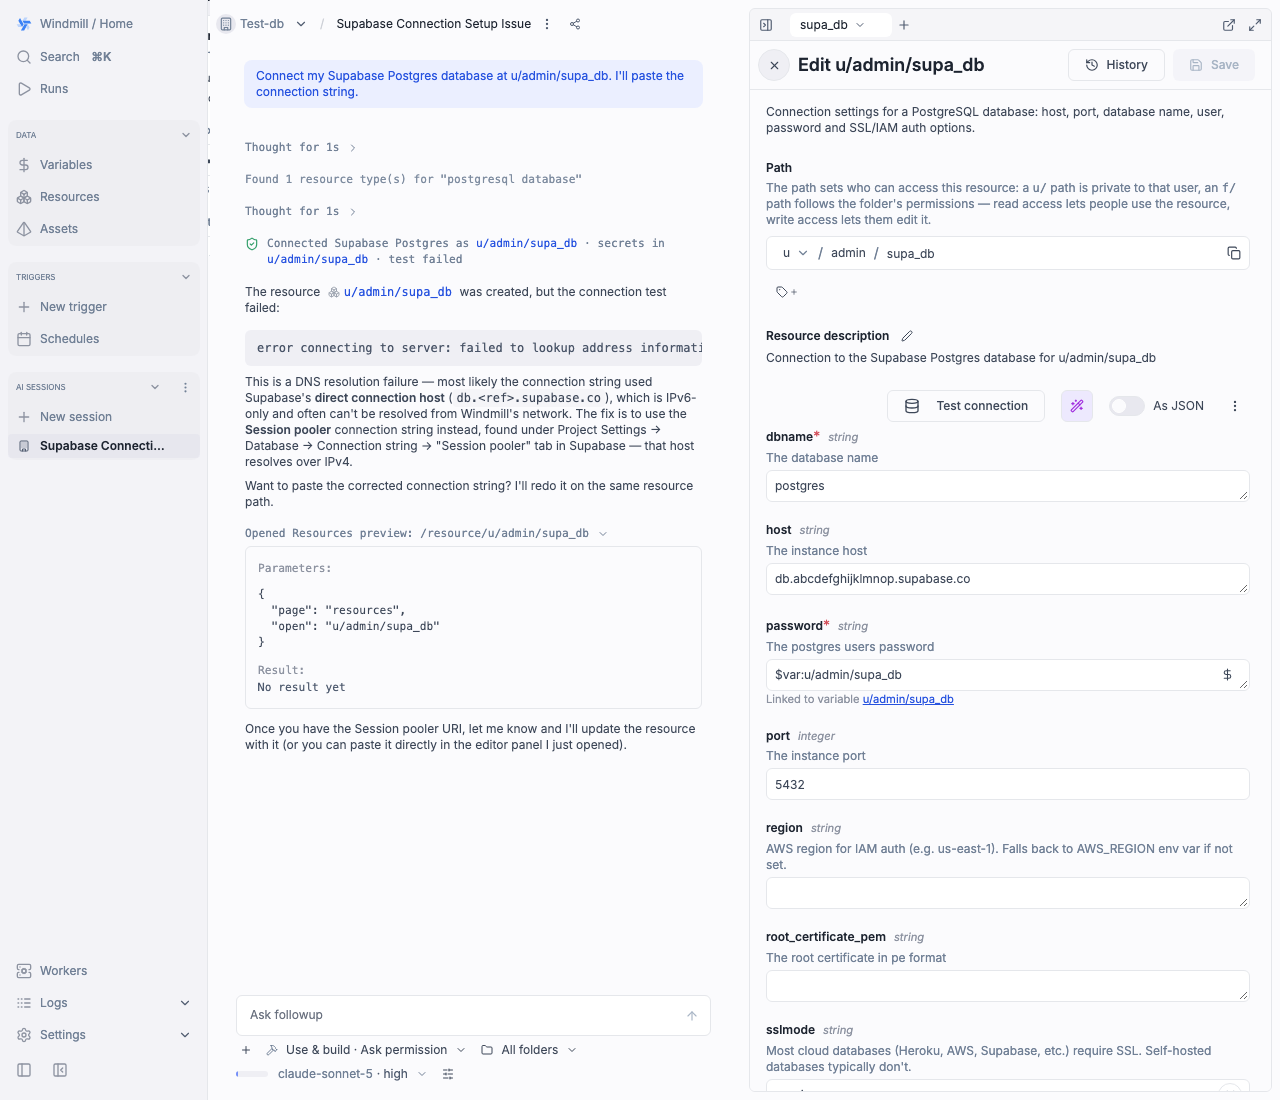 Windmill / Home
Search ⌘K
Runs
DATA
Variables
Resources
Assets
TRIGGERS
New trigger
Schedules
AI SESSIONS
New session
Supabase Connecti...
Workers
Logs
Settings
Test-db / Supabase Connection Setup Issue
Connect my Supabase Postgres database at u/admin/supa_db. I'll paste the
connection string.
Thought for 1s
Found 1 resource type(s) for "postgresql database"
Thought for 1s
Connected Supabase Postgres as u/admin/supa_db · secrets in
u/admin/supa_db · test failed
The resource u/admin/supa_db was created, but the connection test
failed:
error connecting to server: failed to lookup address informati
This is a DNS resolution failure — most likely the connection string used
Supabase's direct connection host ( db.<ref>.supabase.co ), which is IPv6-
only and often can't be resolved from Windmill's network. The fix is to use the
Session pooler connection string instead, found under Project Settings →
Database → Connection string → "Session pooler" tab in Supabase — that host
resolves over IPv4.
Want to paste the corrected connection string? I'll redo it on the same resource
path.
Opened Resources preview: /resource/u/admin/supa_db
Parameters:
{
"page": "resources",
"open": "u/admin/supa_db"
}
Result:
No result yet
Once you have the Session pooler URI, let me know and I'll update the resource
with it (or you can paste it directly in the editor panel I just opened).
Ask followup
Use & build · Ask permission
All folders
claude-sonnet-5 · high
supa_db
Edit u/admin/supa_db
History
Save
Connection settings for a PostgreSQL database: host, port, database name, user,
password and SSL/IAM auth options.
Path
The path sets who can access this resource: a u/ path is private to that user, an f/
path follows the folder's permissions — read access lets people use the resource,
write access lets them edit it.
u / admin / supa_db
+
Resource description
Connection to the Supabase Postgres database for u/admin/supa_db
Test connection
As JSON
dbname* string
The database name
postgres
host string
The instance host
db.abcdefghijklmnop.supabase.co
password* string
The postgres users password
$var:u/admin/supa_db
$
Linked to variable u/admin/supa_db
port integer
The instance port
5432
region string
AWS region for IAM auth (e.g. us-east-1). Falls back to AWS_REGION env var if not
set.
root_certificate_pem string
The root certificate in pe format
sslmode string
Most cloud databases (Heroku, AWS, Supabase, etc.) require SSL. Self-hosted
databases typically don't.